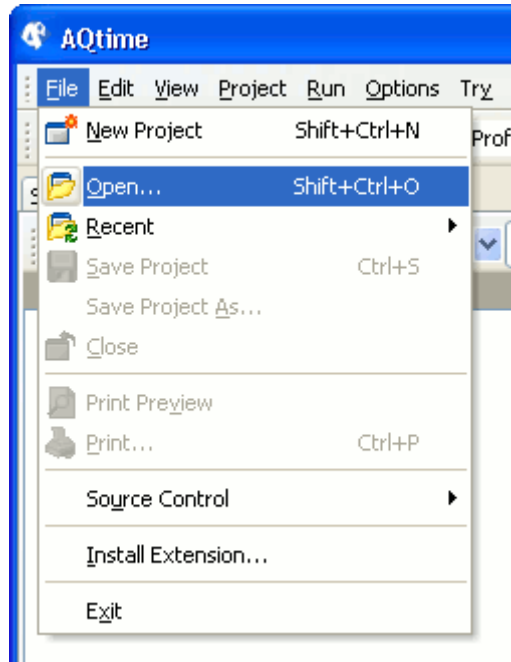 AQtime
File Edit View Project Run Options Try
New Project Shift+Ctrl+N
Prof
Open... Shift+Ctrl+O
Recent
Save Project Ctrl+S
Save Project As...
Close
Print Preview
Print... Ctrl+P
Source Control
Install Extension...
Exit